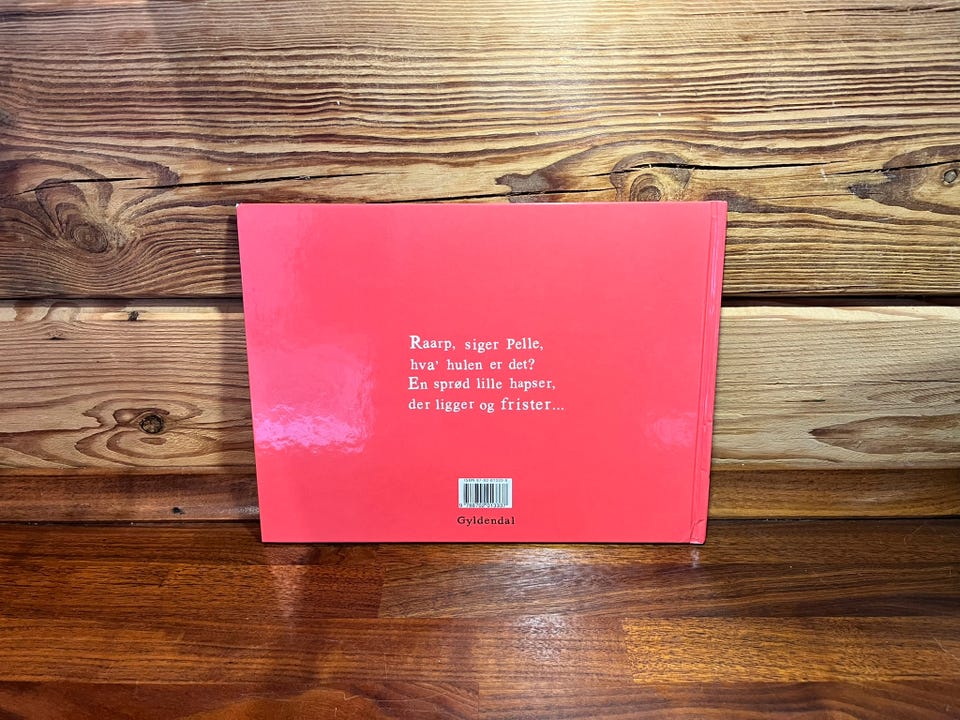 Raarp, siger Pelle,
hva' hulen er det?
En sprød lille hapser,
der ligger og frister...
Gyldendal